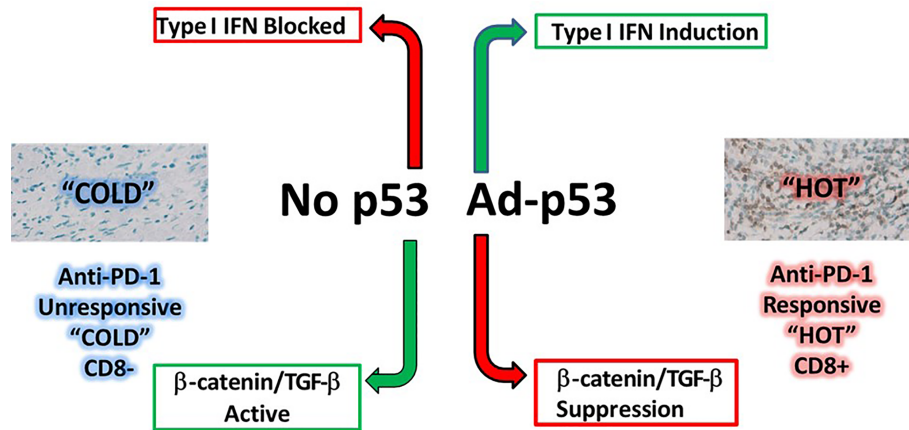 Type I IFN Blocked
Type I IFN Induction
“COLD”
No p53
Ad-p53
“HOT”
Anti-PD-1
Unresponsive
“COLD”
CD8-
Anti-PD-1
Responsive
“HOT”
CD8+
β-catenin/TGF-β
Active
β-catenin/TGF-β
Suppression